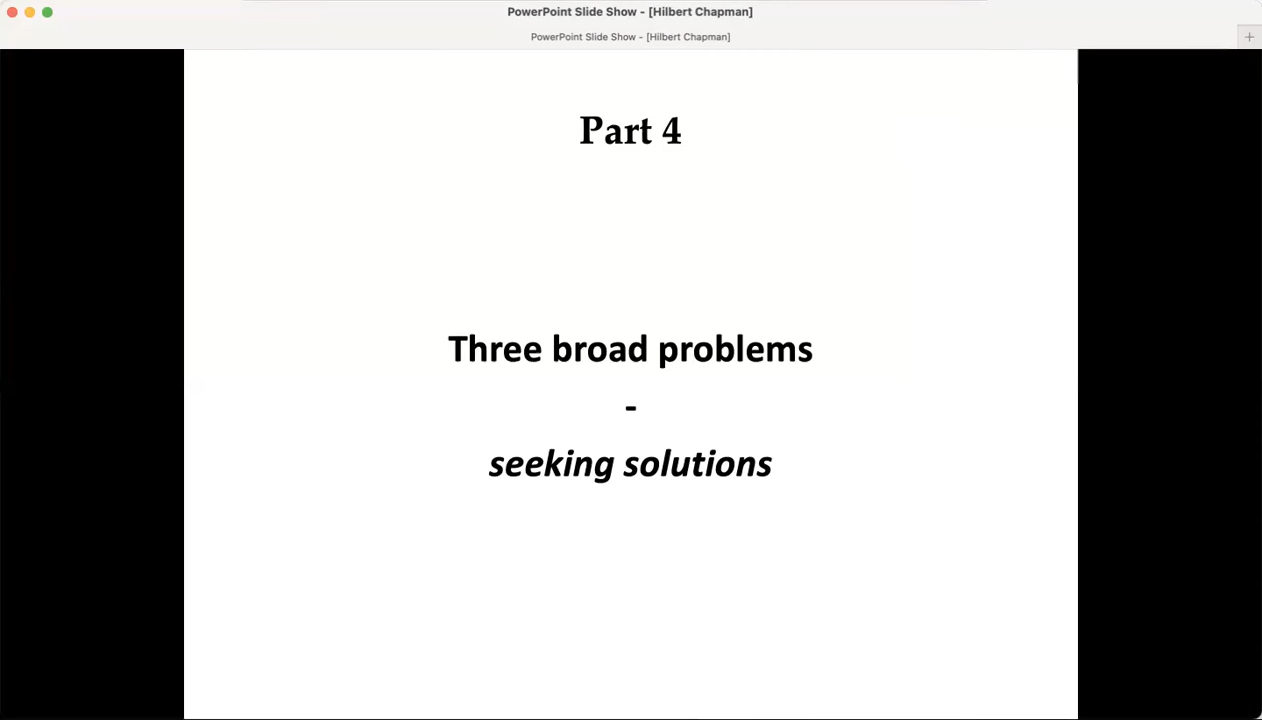 PowerPoint Slide Show - [Hilbert Chapman]
PowerPoint Slide Show - [Hilbert Chapman]
Part 4
Three broad problems
-
seeking solutions